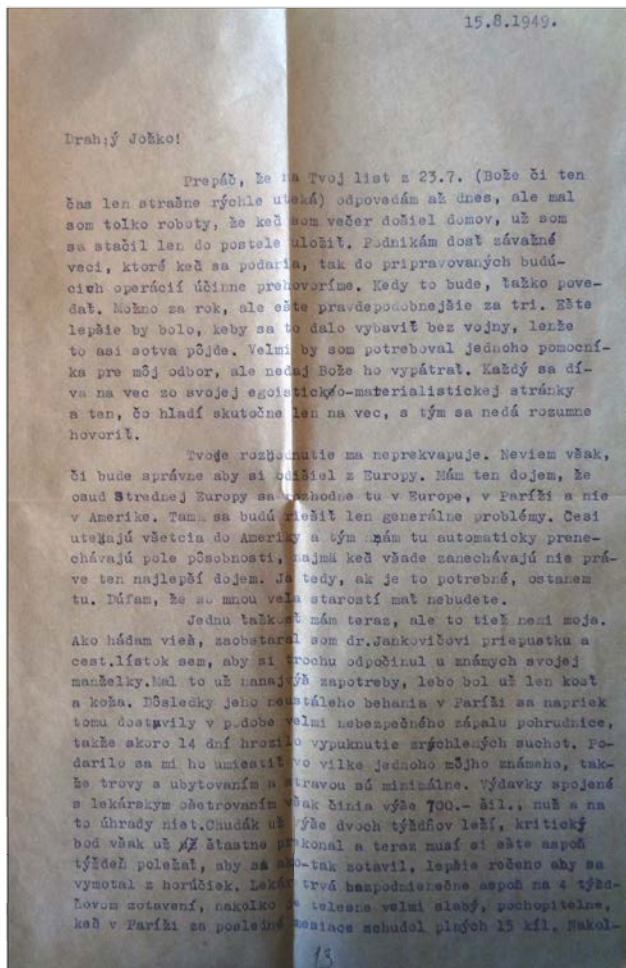 15.8.1949.
Drah;ý Jožko!
Prepáč, že na Tvoj list z 23.7. (Bože či ten
čas len strašne rýchle uteká) odpovedám až dnes, ale mal
som tolko roboty, že keď som večer došiel domov, už som
sa stačil len do postele uložiť. Podnikám dosť závažné
veci, ktoré keď sa podaria, tak do pripravovaných budú-
cich operácií účinne prehovoríme. Kedy to bude, ťažko pove-
dať. Možno za rok, ale ešte pravdepodobnejšie za tri. Ešte
lepšie by bolo, keby sa to dalo vybaviť bez vojny, lenže
to asi sotva pôjde. Velmi by som potreboval jednoho pomocní-
ka pre môj odbor, ale nedaj Bože ho vypátrať. Každý sa dí-
va na vec zo svojej egoisticko-materialistickej stránky
a ten, čo hladí skutočne len na vec, s tým sa nedá rozumne
hovoriť.
Tvoje rozhodnutie ma neprekvapuje. Neviem však,
či bude správne aby si odišiel z Europy. Mám ten dojem, že
osud Strednej Europy sa rozhodne tu v Europe, v Paríži a nie
v Amerike. Tam sa budú riešiť len generálne problémy. Česi
utekajú všetcia do Ameriky a tým nám tu automaticky prene-
chávajú pole pôsobnosti, najmä keď všade zanechávajú nie prá-
ve ten najlepší dojem. Ja tedy, ak je to potrebné, ostanem
tu. Dúfam, že so mnou vela starostí mať nebudete.
Jednu ťažkosť mám teraz, ale to tiež neni moja.
Ako hádam vieš, zaobstaral som dr.Jankovičovi priepustku a
cest.lístok sem, aby si trochu odpočinul u známych svojej
manželky.Mal to už nanajvýš zapotreby, lebo bol už len kosť
a koža. Dôsledky jeho neustáleho behania v Paríži sa napriek
tomu dostavily v podobe velmi nebezpečného zápalu pohrudnice,
takže skoro 14 dní hrozilo vypuknutie zrýchlených suchot. Po-
darilo sa mi ho umiestiť vo vilke jednoho môjho známeho, tak-
že trovy s ubytovaním a stravou sú minimálne. Výdavky spojené
s lekárskym ošetrovaním však činia výše 700.- šil., nuž a na
to úhrady niet.Chudák už výše dvoch týždňov leží, kritický
bod však už šťastne prekonal a teraz musí si ešte aspoň
týždeň poležať, aby sa ako-tak zotavil, lepšie rečeno aby sa
vymotal z horúčiek. Lekár trvá bezpodmienečne aspoň na 4 týžd-
ňovom zotavení, nakolko je telesne velmi slabý, pochopitelne,
keď v Paríži za posledné mesiace schudol plných 15 kíl. Nakol-
13